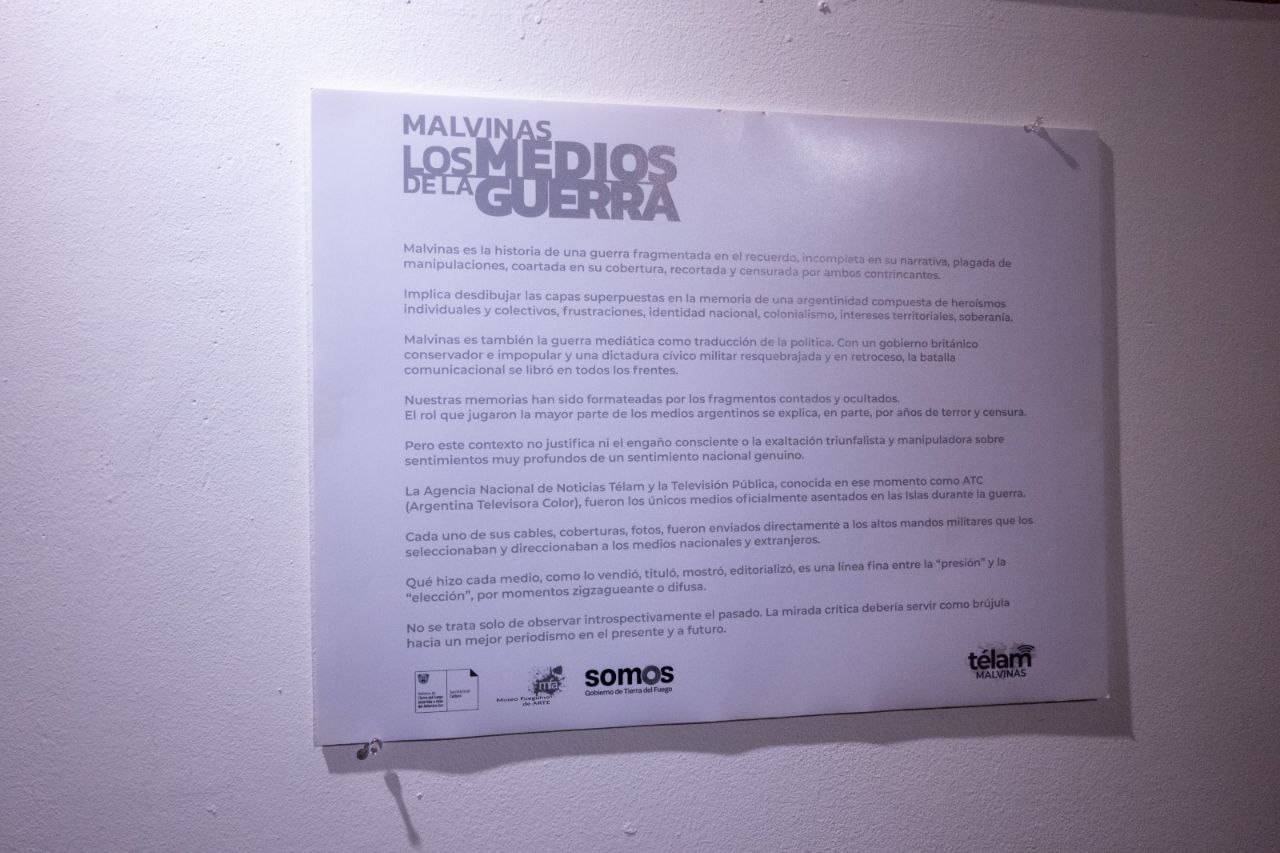 MALVINAS
LOS MEDIOS
DE LA GUERRA
Malvinas es la historia de una guerra fragmentada en el recuerdo, incompleta en su narrativa, plagada de
manipulaciones, coartada en su cobertura, recortada y censurada por ambos contrincantes.
Implica desdibujar las capas superpuestas en la memoria de una argentinidad compuesta de heroísmos
individuales y colectivos, frustraciones, identidad nacional, colonialismo, intereses territoriales, soberanía.
Malvinas es también la guerra mediática como traducción de la política. Con un gobierno británico
conservador e impopular y una dictadura cívico militar resquebrajada y en retroceso, la batalla
comunicacional se libró en todos los frentes.
Nuestras memorias han sido formateadas por los fragmentos contados y ocultados.
El rol que jugaron la mayor parte de los medios argentinos se explica, en parte, por años de terror y censura.
Pero este contexto no justifica ni el engaño consciente o la exaltación triunfalista y manipuladora sobre
sentimientos muy profundos de un sentimiento nacional genuino.
La Agencia Nacional de Noticias Télam y la Televisión Pública, conocida en ese momento como ATC
(Argentina Televisora Color), fueron los únicos medios oficialmente asentados en las Islas durante la guerra.
Cada uno de sus cables, coberturas, fotos, fueron enviados directamente a los altos mandos militares que los
seleccionaban y direccionaban a los medios nacionales y extranjeros.
Qué hizo cada medio, como lo vendió, tituló, mostró, editorializó, es una línea fina entre la “presión” y la
“elección”, por momentos zigzagueante o difusa.
No se trata solo de observar introspectivamente el pasado. La mirada crítica debería servir como brújula
hacia un mejor periodismo en el presente y a futuro.
mfa
Museo Fueguino
de ARTE
somos
Gobierno de Tierra del Fuego
télam
MALVINAS